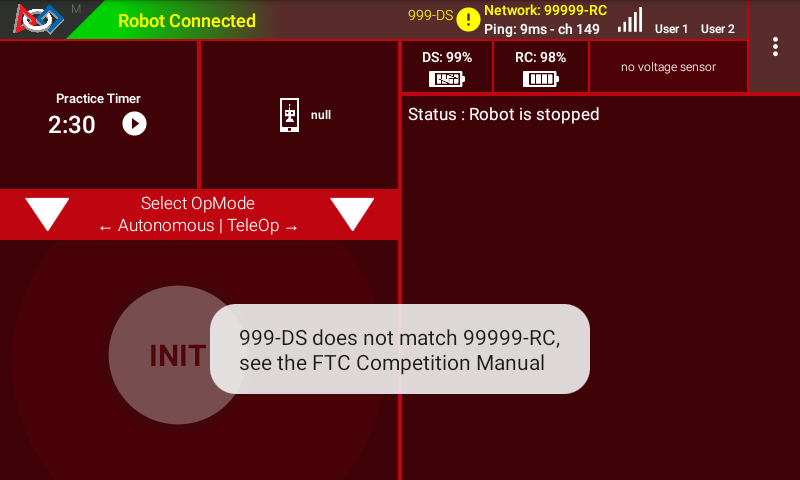 M
Robot Connected
999-DS
Network: 99999-RC
Ping: 9ms - ch 149
User 1 User 2
DS: 99%
RC: 98%
no voltage sensor
Practice Timer
2:30
null
Status : Robot is stopped
Select OpMode
← Autonomous | TeleOp →
INIT
999-DS does not match 99999-RC,
see the FTC Competition Manual